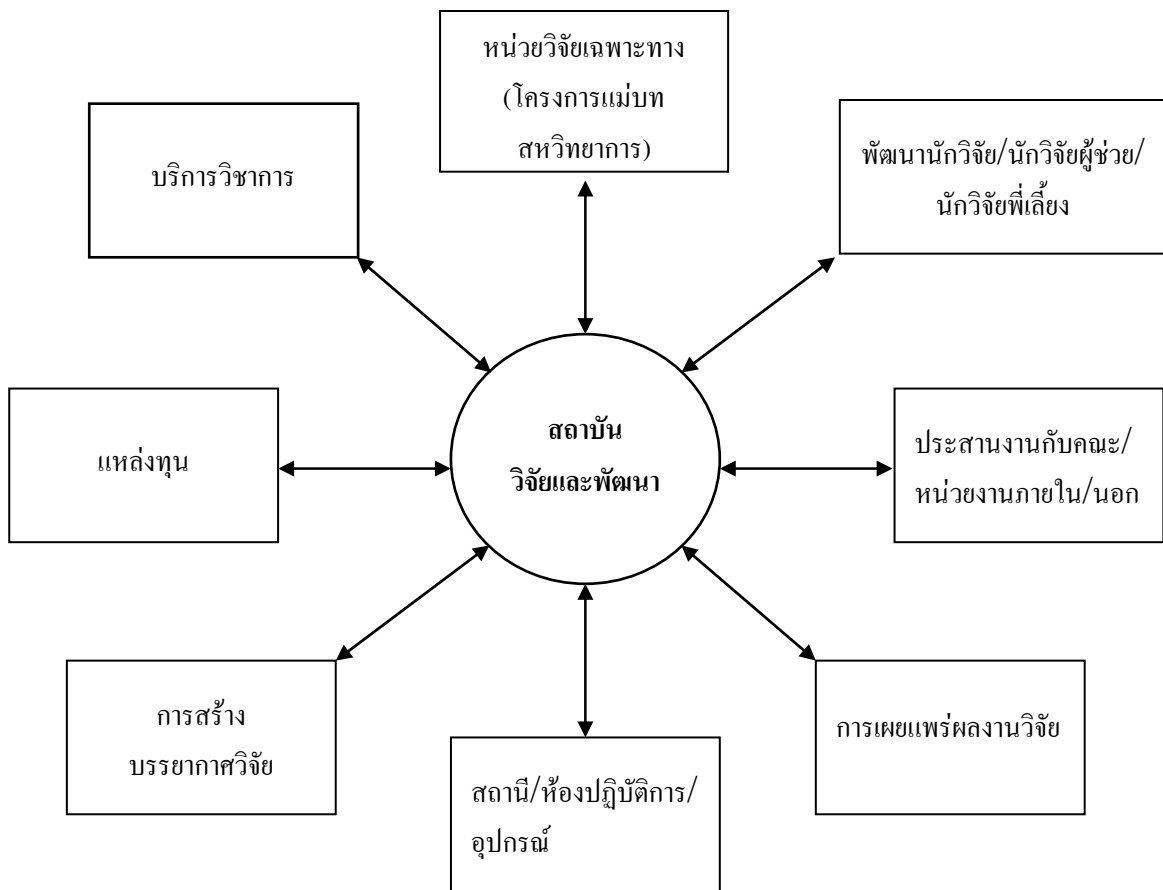 หน่วยวิจัยเฉพาะทาง
(โครงการแม่บท
สหวิทยาการ)
บริการวิชาการ
พัฒนานักวิจัย/นักวิจัยผู้ช่วย/
นักวิจัยพี่เลี้ยง
แหล่งทุน
สถาบัน
วิจัยและพัฒนา
ประสานงานกับคณะ/
หน่วยงานภายใน/นอก
การสร้าง
บรรยากาศวิจัย
สถานี/ห้องปฏิบัติการ/
อุปกรณ์
การเผยแพร่ผลงานวิจัย